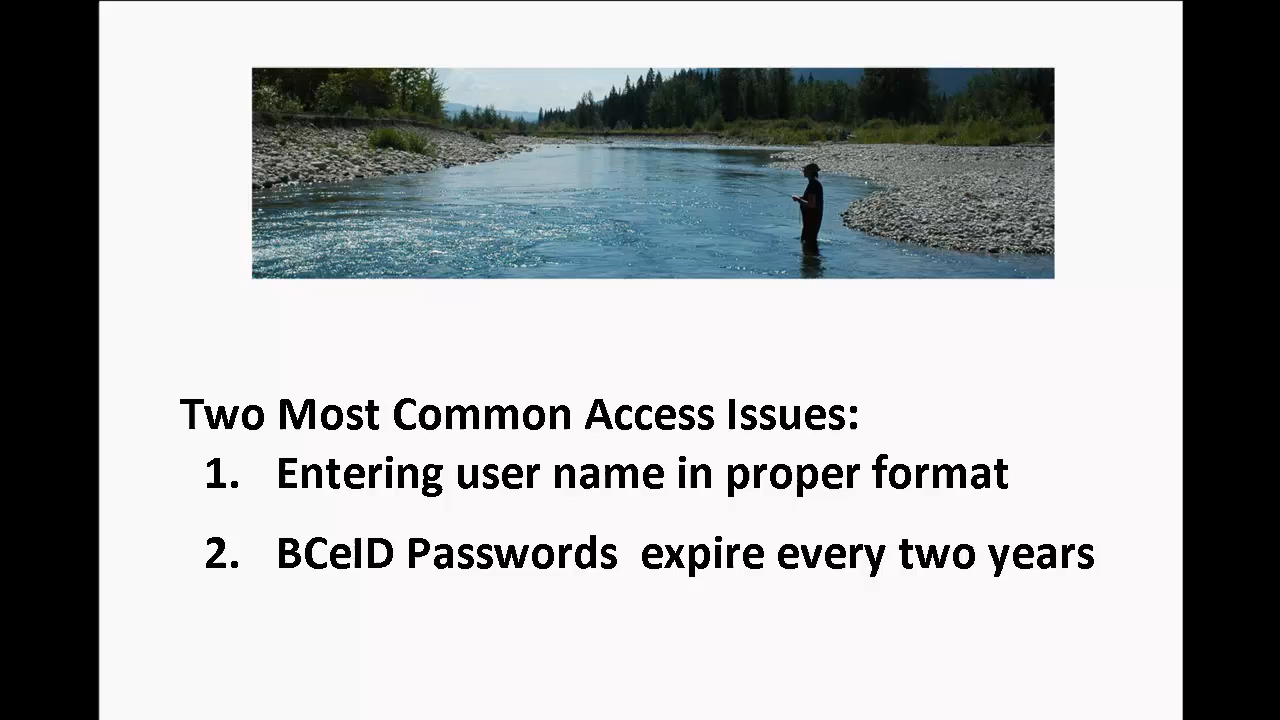 Two Most Common Access Issues:
1. Entering user name in proper format
2. BCeID Passwords expire every two years